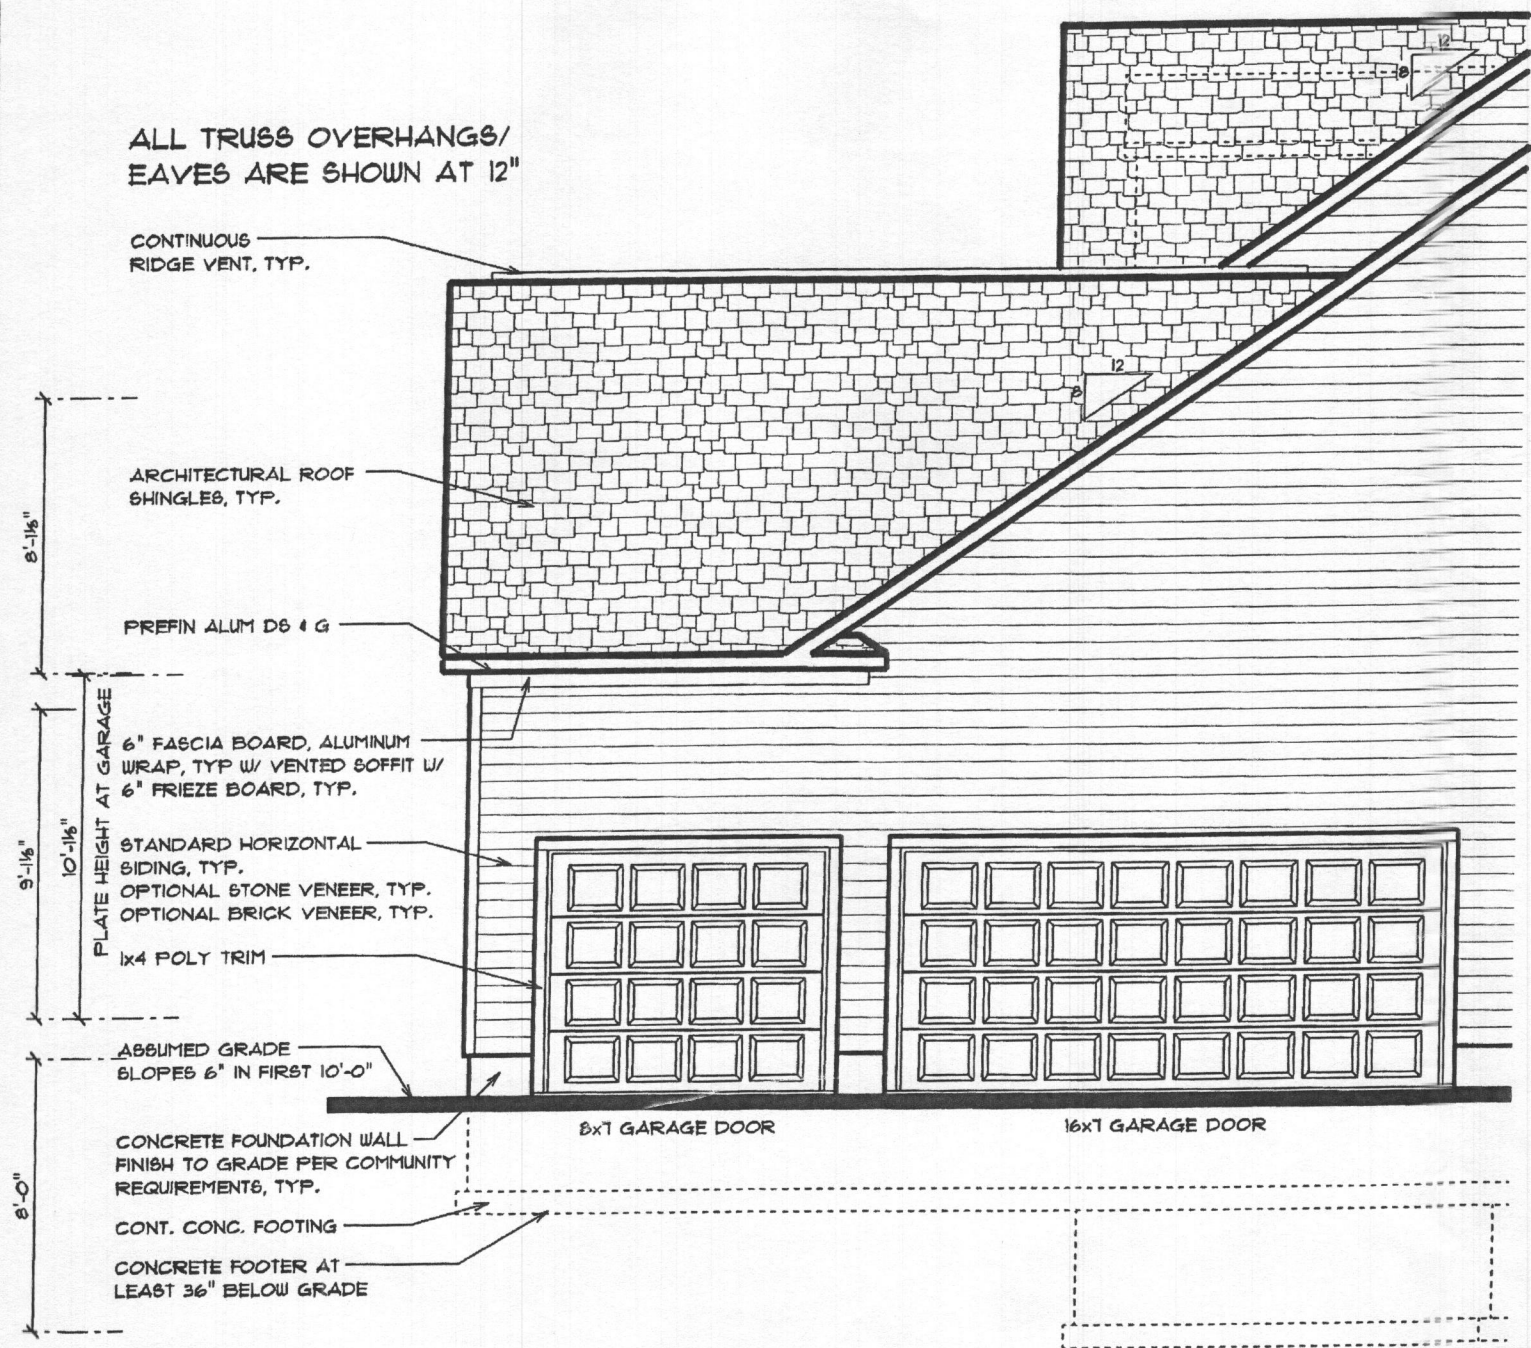 12
8
ALL TRUSS OVERHANGS/
EAVES ARE SHOWN AT 12"
CONTINUOUS
RIDGE VENT, TYP.
12
8
ARCHITECTURAL ROOF
SHINGLES, TYP.
8'-1⅛"
PREFIN ALUM DS & G
PLATE HEIGHT AT GARAGE
6" FASCIA BOARD, ALUMINUM
WRAP, TYP W/ VENTED SOFFIT W/
6" FRIEZE BOARD, TYP.
9'-1⅛"
10'-1⅛"
STANDARD HORIZONTAL
SIDING, TYP.
OPTIONAL STONE VENEER, TYP.
OPTIONAL BRICK VENEER, TYP.
1x4 POLY TRIM
ASSUMED GRADE
SLOPES 6" IN FIRST 10'-0"
8x7 GARAGE DOOR
16x7 GARAGE DOOR
CONCRETE FOUNDATION WALL
FINISH TO GRADE PER COMMUNITY
REQUIREMENTS, TYP.
8'-0"
CONT. CONC. FOOTING
CONCRETE FOOTER AT
LEAST 36" BELOW GRADE